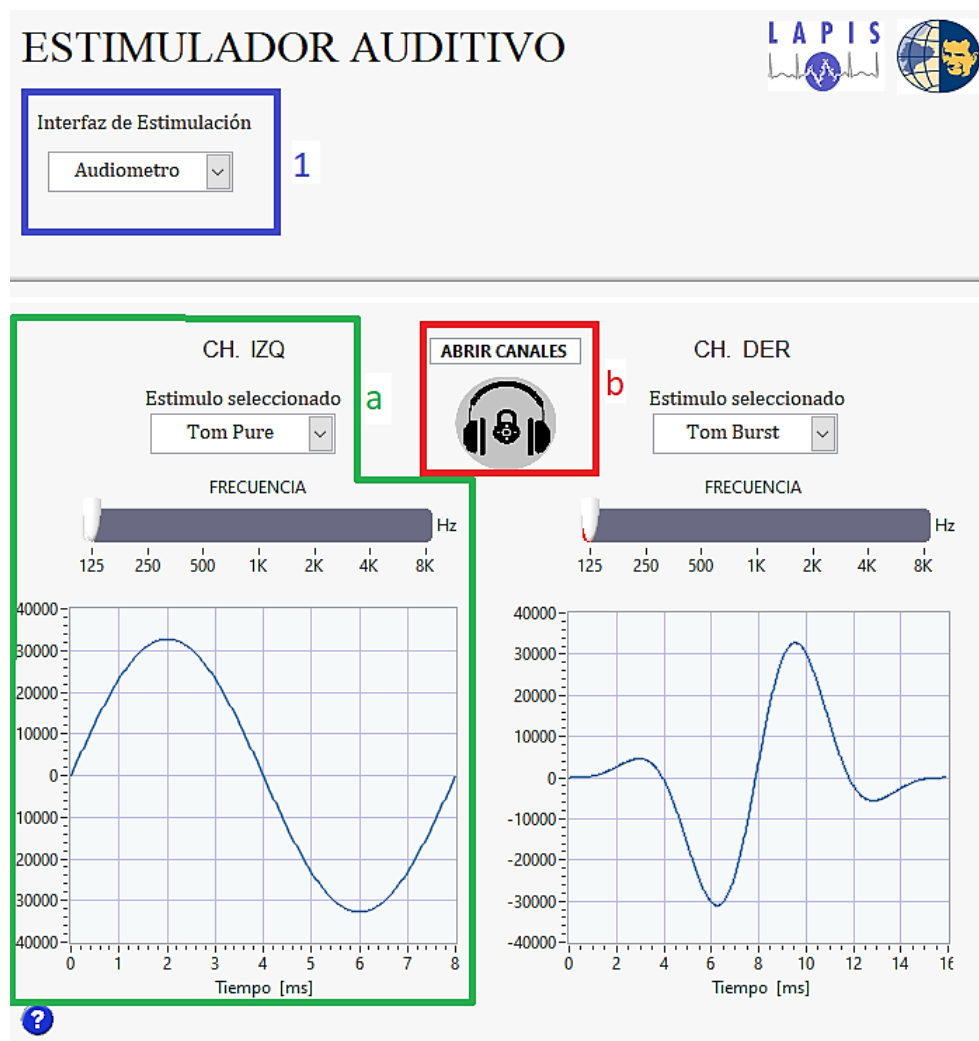 ESTIMULADOR AUDITIVO
L A P I S
Interfaz de Estimulación
Audiometro
1
CH. IZQ
ABRIR CANALES
CH. DER
Estimulo seleccionado
a
b
Estimulo seleccionado
Tom Pure
Tom Burst
FRECUENCIA
FRECUENCIA
Hz
Hz
125 250 500 1K 2K 4K 8K
125 250 500 1K 2K 4K 8K
40000
30000
20000
10000
0
10000
20000
30000
40000
0 1 2 3 4 5 6 7 8
Tiempo [ms]
40000
30000
20000
10000
0
-10000
-20000
-30000
-40000
0 2 4 6 8 10 12 14 16
Tiempo [ms]
?